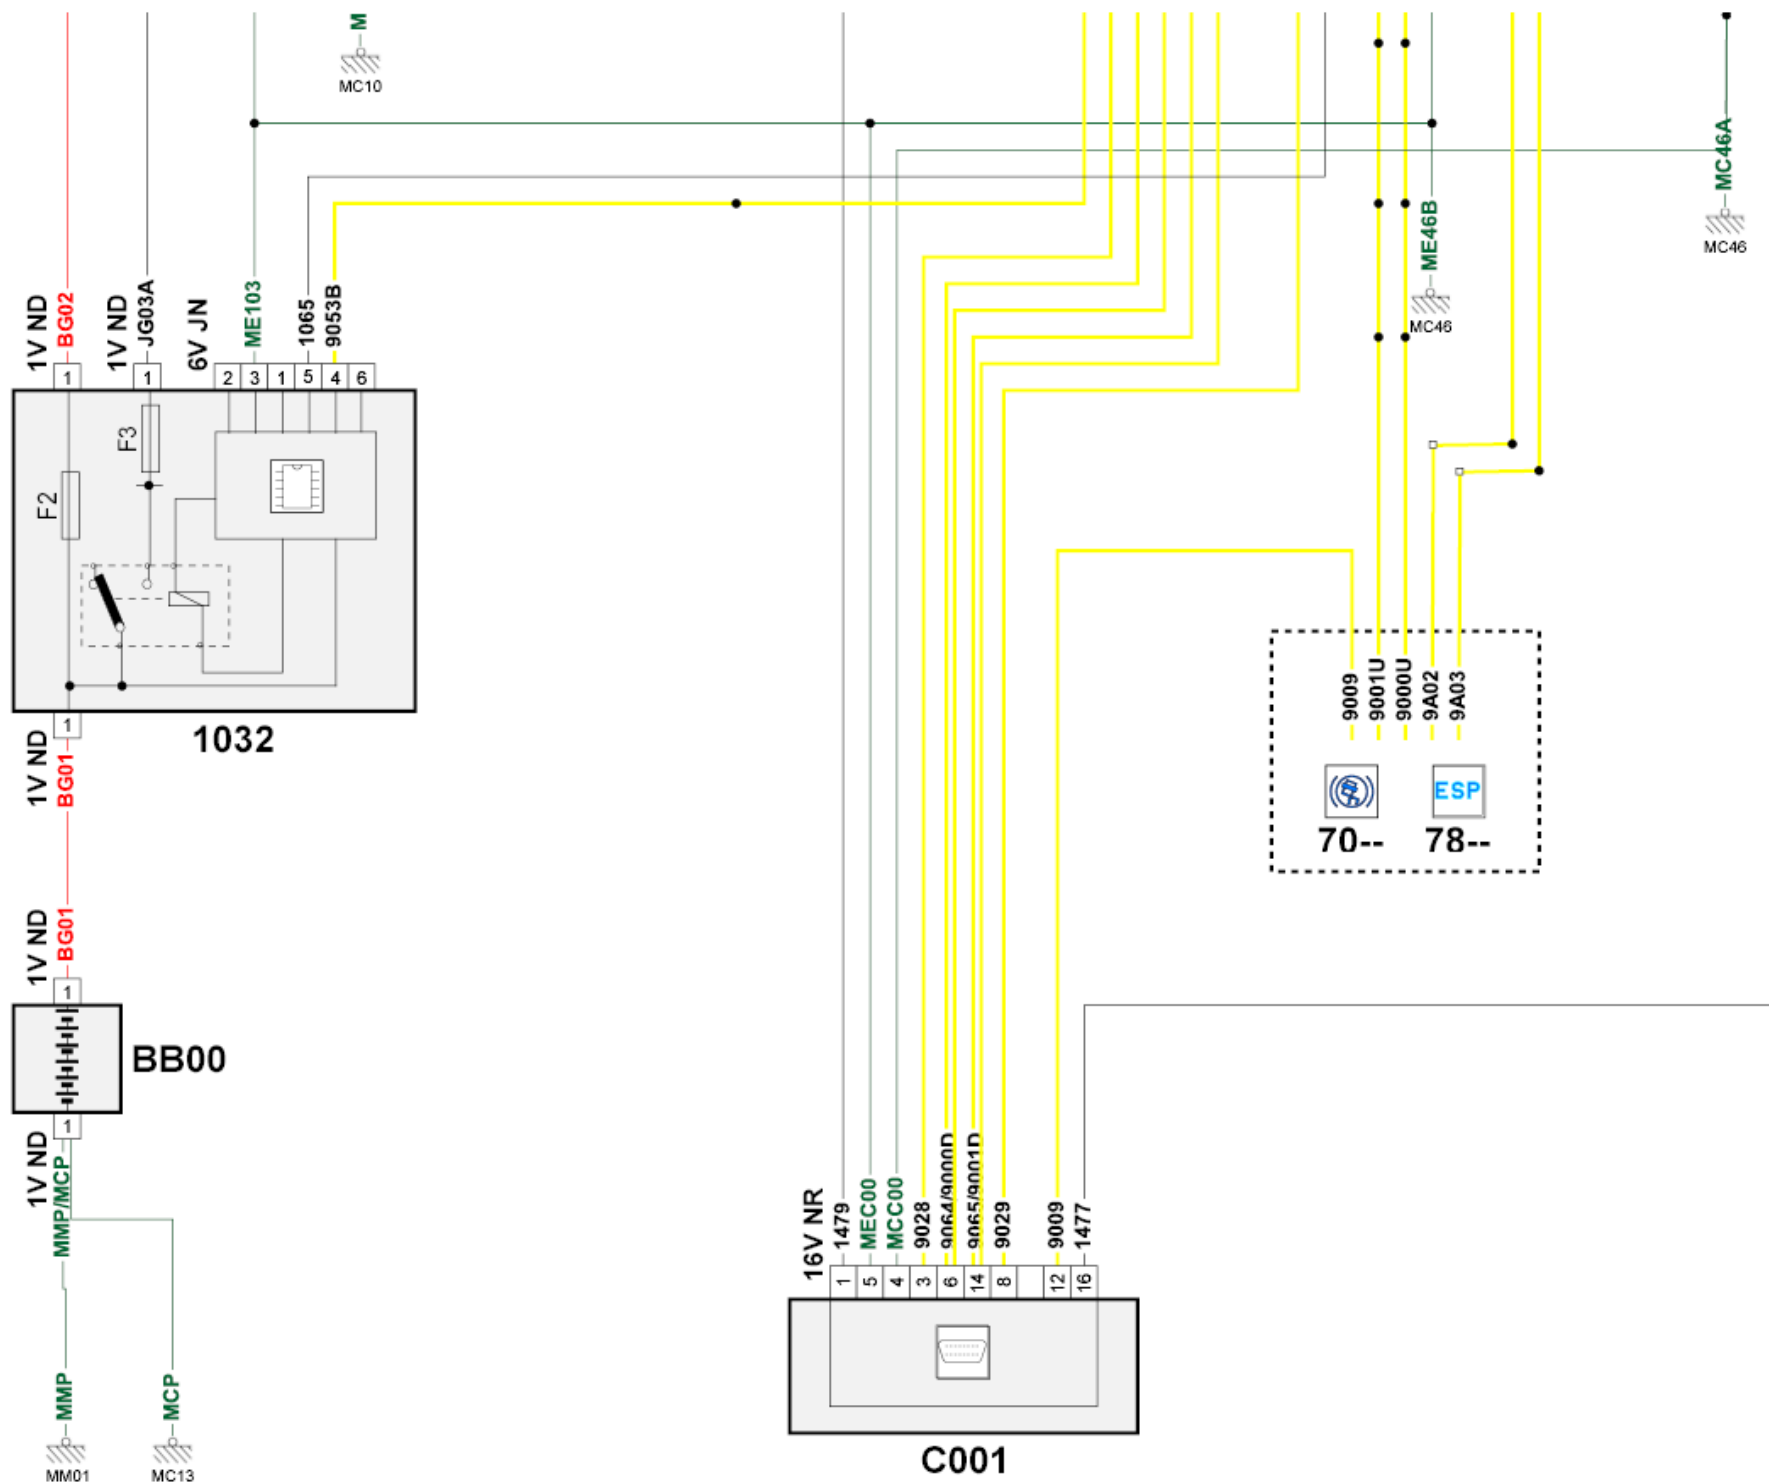 M
MC10
MC46A
MC46
ME46B
MC46
1V ND
BG02
1V ND
JG03A
6V JN
ME103
1065
9053B
1
1
2 3 1 5 4 6
F3
F2
1
1032
1V ND
BG01
9009
9001U
9000U
9A02
9A03
ESP
70-- 78--
1V ND
BG01
1
BB00
1
1V ND
MMP/MCP
MMP
MCP
MM01 MC13
16V NR
1479
MEC00
MCC00
9028
9064/9000D
9065/9001D
9029
9009
1477
1 5 4 3 6 14 8 12 16
C001